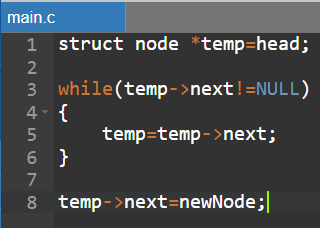 main.c
1 struct node *temp=head;
2
3 while(temp->next!=NULL)
4 {
5 temp=temp->next;
6 }
7
8 temp->next=newNode;